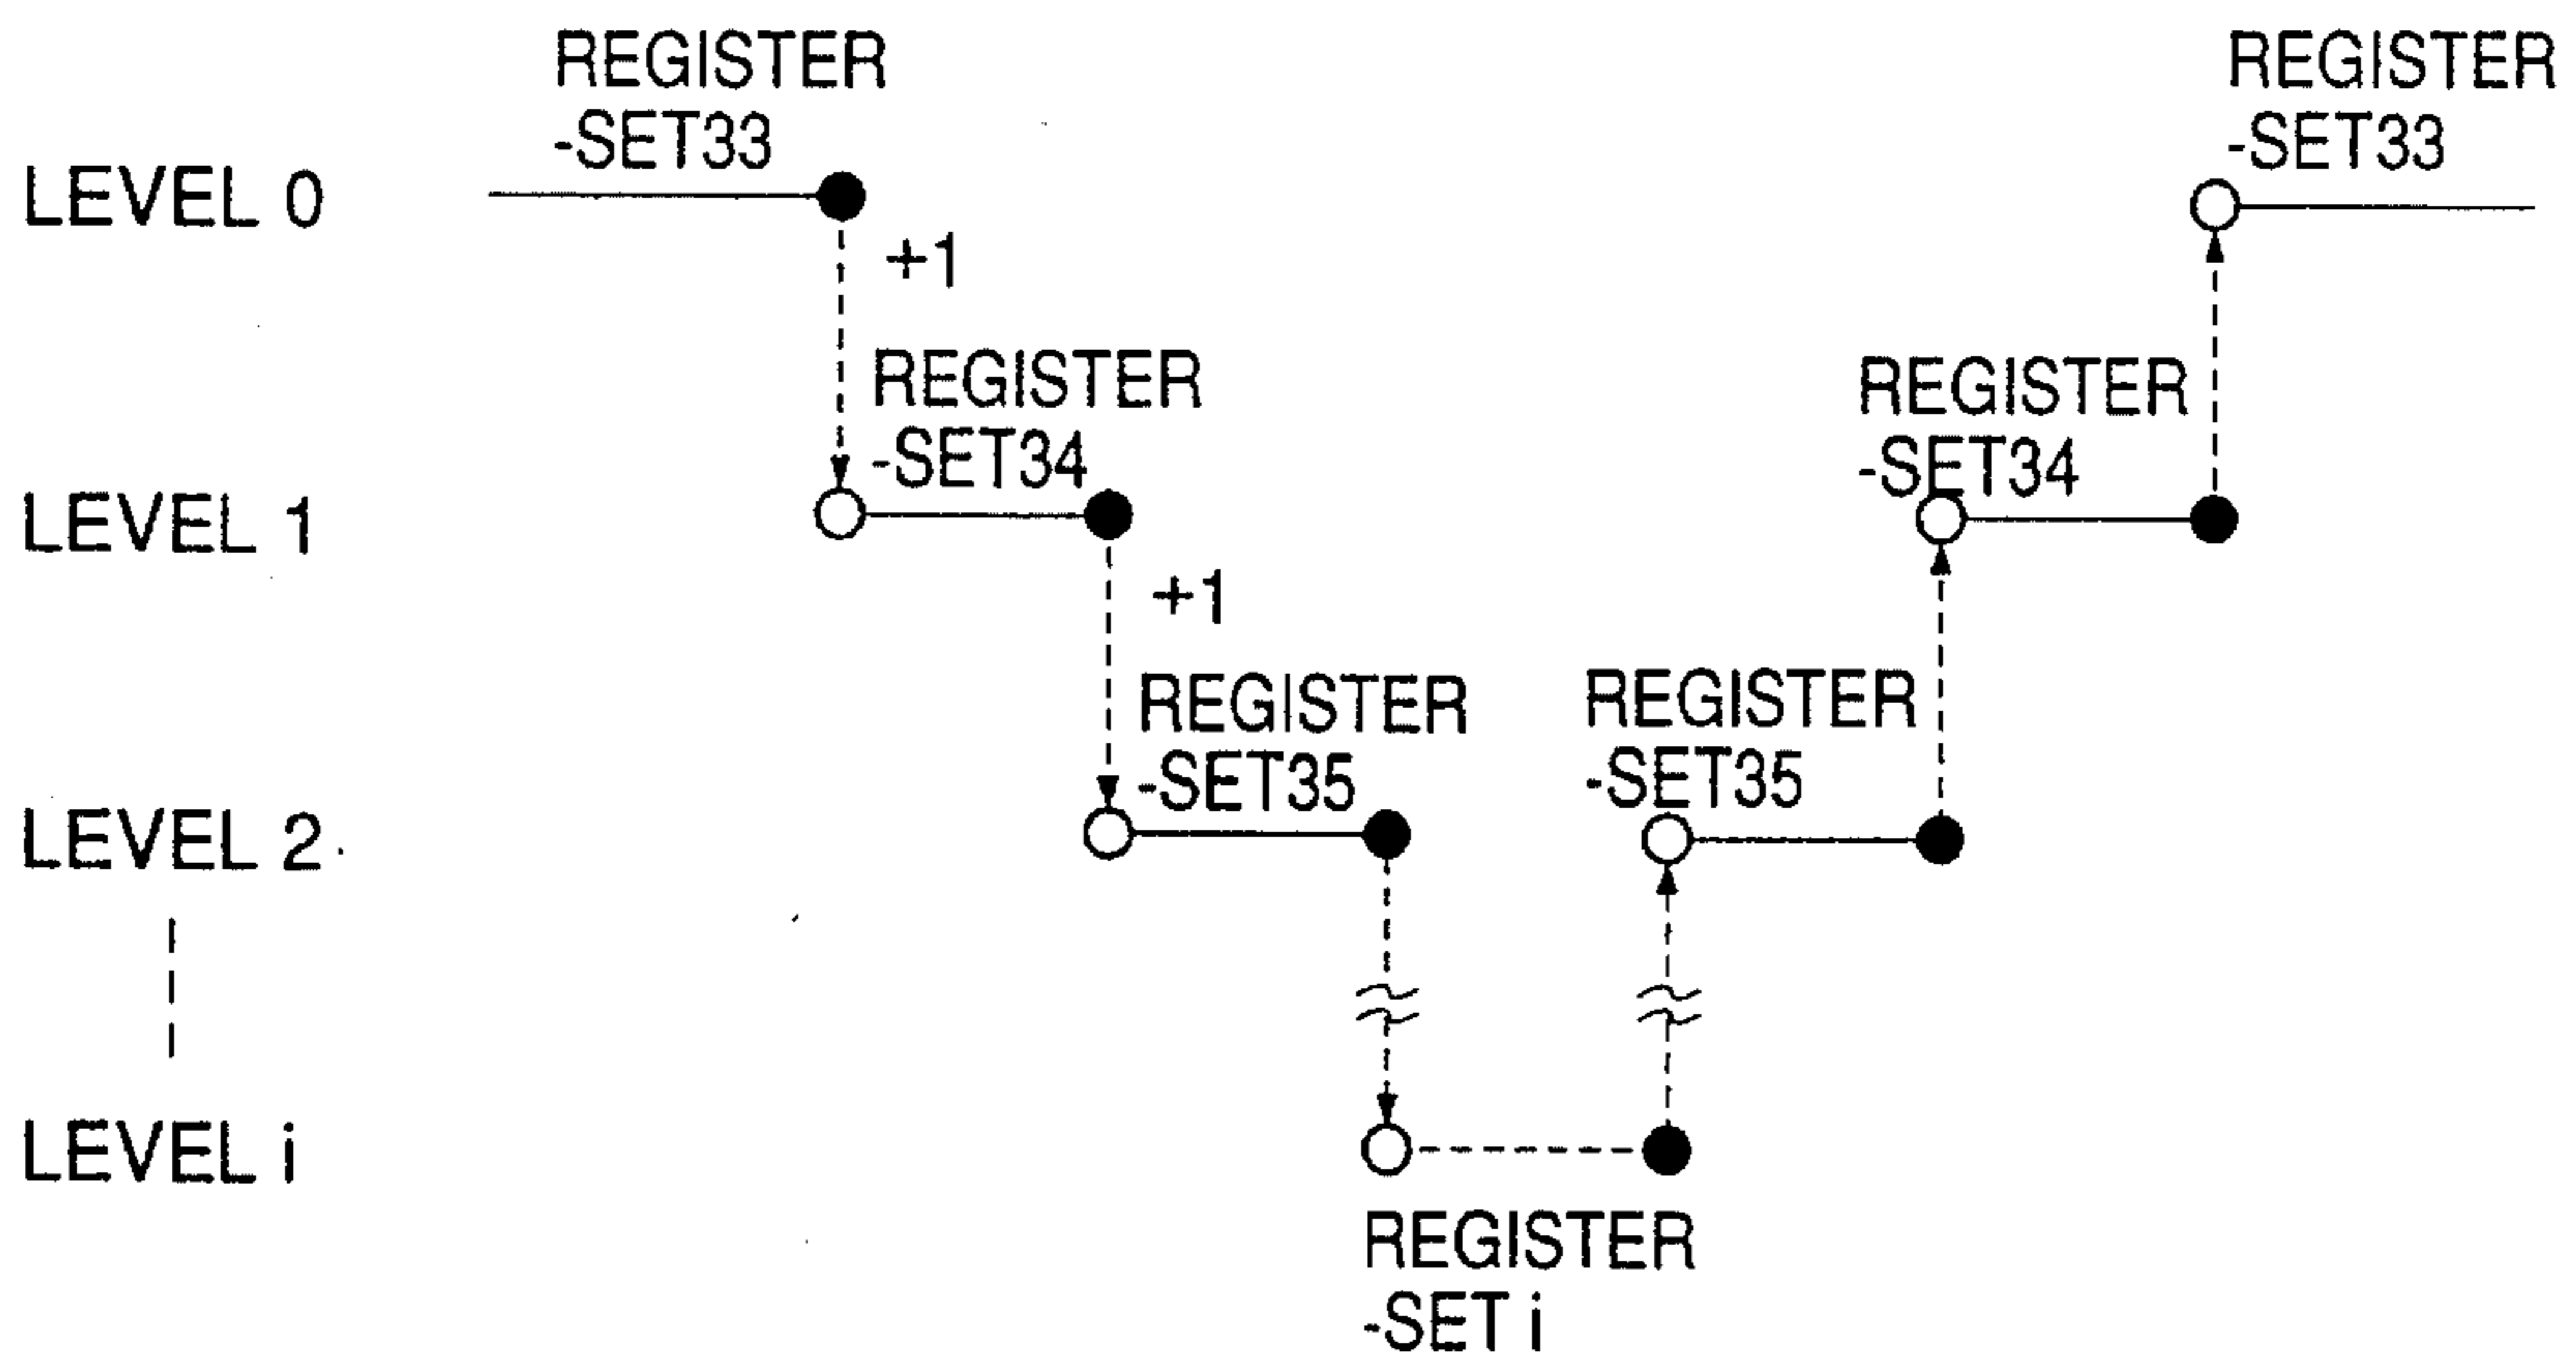 REGISTER
-SET33
REGISTER
-SET33
LEVEL 0
+1
REGISTER
-SET34
REGISTER
-SET34
LEVEL 1
+1
REGISTER
-SET35
REGISTER
-SET35
LEVEL 2
LEVEL i
REGISTER
-SET i